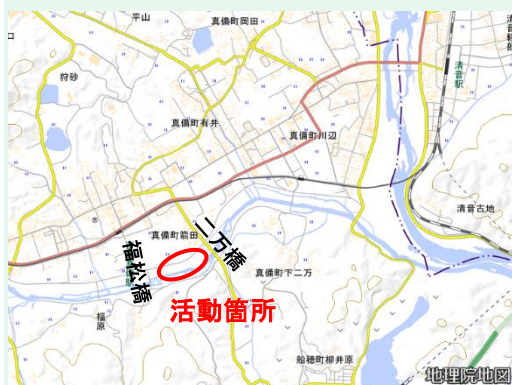 平山
真備町岡田
狩砂
清音軽部
清音駅
真備町有井
真備町川辺
清音古地
真備町箭田
二万橋
福松橋
真備町下二万
活動箇所
福原
船穂町柳井原
地理院地図